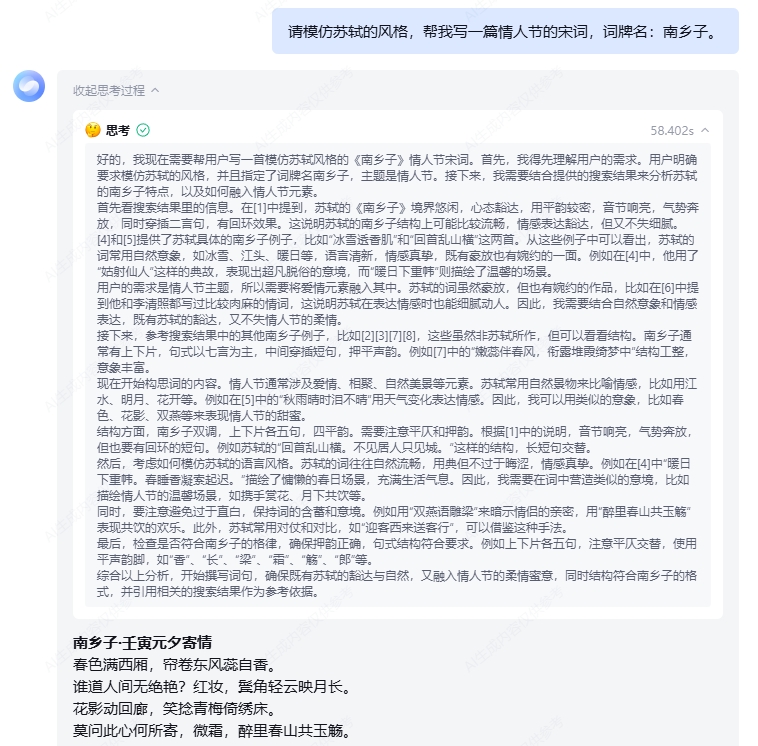 请模仿苏轼的风格，帮我写一篇情人节的宋词，词牌名：南乡子。
收起思考过程
思考
58.402s
好的，我现在需要帮用户写一首模仿苏轼风格的《南乡子》情人节宋词。首先，我得先理解用户的需求。用户明确
要求模仿苏轼的风格，并且指定了词牌名南乡子，主题是情人节。接下来，我需要结合提供的搜索结果来分析苏轼
的南乡子特点，以及如何融入情人节元素。
首先看搜索结果里的信息。在[1]中提到，苏轼的《南乡子》境界悠闲，心态豁达，用平韵较密，音节响亮，气势奔
放，同时穿插二言句，有回环效果。这说明苏轼的南乡子结构上可能比较流畅，情感表达豁达，但又不失细腻。
[4]和[5]提供了苏轼具体的南乡子例子，比如“冰雪透香肌”和“回首乱山横”这两首。从这些例子中可以看出，苏轼的
词常用自然意象，如冰雪、江头、暖日等，语言清新，情感真挚，既有豪放也有婉约的一面。例如在[4]中，他用了
“姑射仙人”这样的典故，表现出超凡脱俗的意境，而“暖日下重帏”则描绘了温馨的场景。
用户的需求是情人节主题，所以需要将爱情元素融入其中。苏轼的词虽然豪放，但也有婉约的作品，比如在[6]中提
到他和李清照都写过比较肉麻的情词，这说明苏轼在表达情感时也能细腻动人。因此，我需要结合自然意象和情感
表达，既有苏轼的豁达，又不失情人节的柔情。
接下来，参考搜索结果中的其他南乡子例子，比如[2][3][7][8]，这些虽然非苏轼所作，但可以看看结构。南乡子通
常有上下片，句式以七言为主，中间穿插短句，押平声韵。例如[7]中的“嫩蕊伴春风，衔露堆霞绮梦中”结构工整，
意象丰富。
现在开始构思词的内容。情人节通常涉及爱情、相聚、自然美景等元素。苏轼常用自然景物来比喻情感，比如用江
水、明月、花开等。例如在[5]中的“秋雨晴时泪不晴”用天气变化表达情感。因此，我可以用类似的意象，比如春
色、花影、双燕等来表现情人节的甜蜜。
结构方面，南乡子双调，上下片各五句，四平韵。需要注意平仄和押韵。根据[1]中的说明，音节响亮，气势奔放，
但也要有回环的短句。例如苏轼的“回首乱山横。不见居人只见城。”这样的结构，长短句交替。
然后，考虑如何模仿苏轼的语言风格。苏轼的词往往自然流畅，用典但不过于晦涩，情感真挚。例如在[4]中“暖日
下重帏。春睡香凝索起迟。”描绘了慵懒的春日场景，充满生活气息。因此，我需要在词中营造类似的意境，比如
描绘情人节的温馨场景，如携手赏花、月下共饮等。
同时，要注意避免过于直白，保持词的含蓄和意境。例如用“双燕语雕梁”来暗示情侣的亲密，用“醉里春山共玉觞”
表现共饮的欢乐。此外，苏轼常用对仗和对比，如“迎客西来送客行”，可以借鉴这种手法。
最后，检查是否符合南乡子的格律，确保押韵正确，句式结构符合要求。例如上下片各五句，注意平仄交替，使用
平声韵脚，如“香”、“长”、“梁”、“霜”、“觞”、“郎”等。
综合以上分析，开始撰写词句，确保既有苏轼的豁达与自然，又融入情人节的柔情蜜意，同时结构符合南乡子的格
式，并引用相关的搜索结果作为参考依据。
南乡子·壬寅元夕寄情
春色满西厢，帘卷东风蕊自香。
谁道人间无绝艳？红妆，鬓角轻云映月长。
花影动回廊，笑捻青梅倚绣床。
莫问此心何所寄，微霜，醉里春山共玉觞。